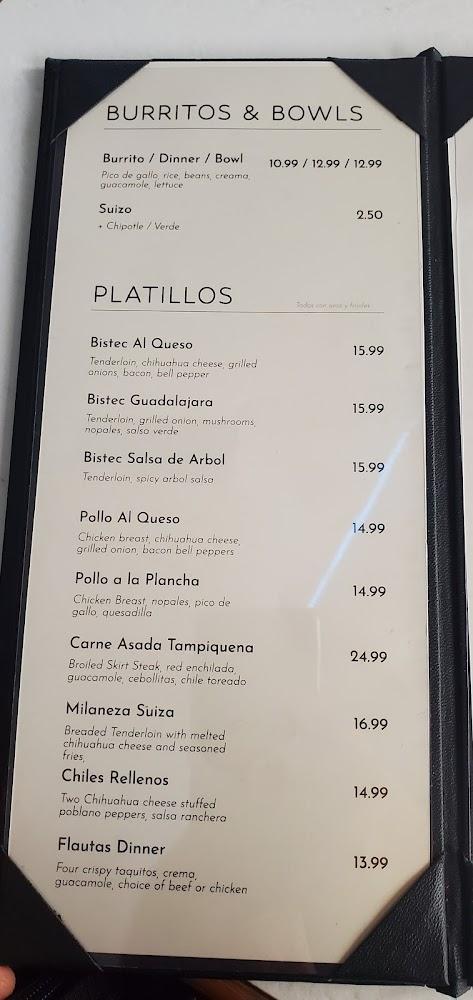 BURRITOS & BOWLS
Burrito / Dinner / Bowl 10.99 / 12.99 / 12.99
Pico de gallo, rice, beans, crema,
guacamole, lettuce
Suizo 2.50
+ Chipotle / Verde
PLATILLOS Todos con arroz y frijoles
Bistec Al Queso 15.99
Tenderloin, chihuahua cheese, grilled
onions, bacon, bell pepper
Bistec Guadalajara 15.99
Tenderloin, grilled onion, mushrooms,
nopales, salsa verde
Bistec Salsa de Arbol 15.99
Tenderloin, spicy arbol salsa
Pollo Al Queso 14.99
Chicken breast, chihuahua cheese,
grilled onion, bacon bell peppers
Pollo a la Plancha 14.99
Chicken Breast, nopales, pico de
gallo, quesadilla
Carne Asada Tampiquena 24.99
Broiled Skirt Steak, red enchilada,
guacamole, cebollitas, chile toreado
Milaneza Suiza 16.99
Breaded Tenderloin with melted
chihuahua cheese and seasoned
fries,
Chiles Rellenos 14.99
Two Chihuahua cheese stuffed
poblano peppers, salsa ranchera
Flautas Dinner 13.99
Four crispy taquitos, crema,
guacamole, choice of beef or chicken